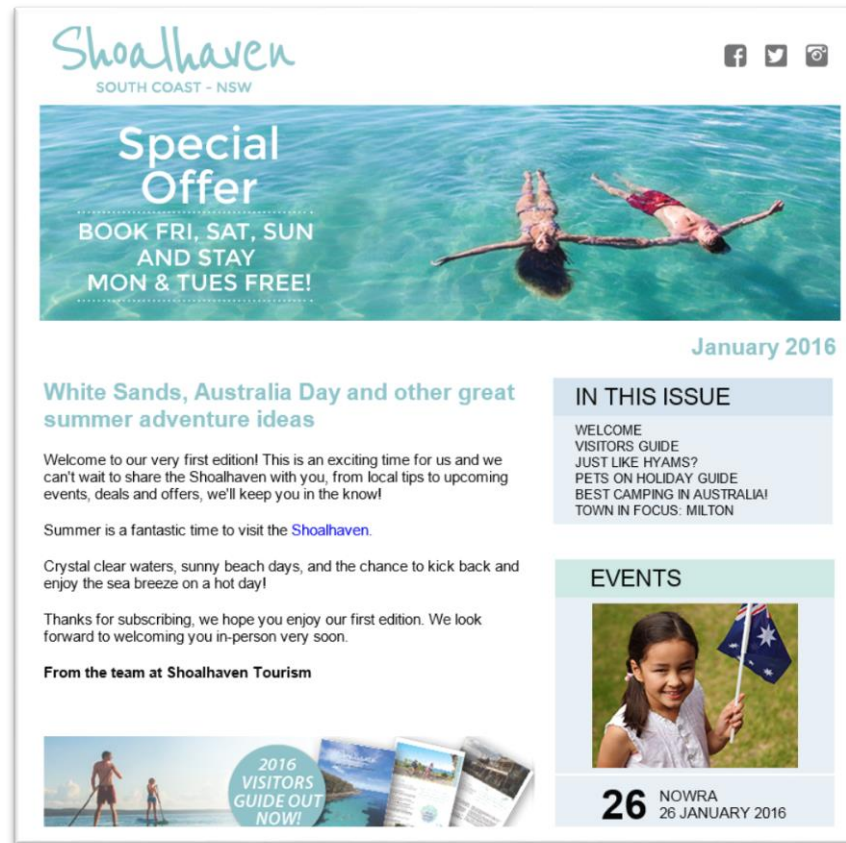 Shoalhaven
SOUTH COAST - NSW
Special
Offer
BOOK FRI, SAT, SUN
AND STAY
MON & TUES FREE!
January 2016
White Sands, Australia Day and other great
summer adventure ideas
Welcome to our very first edition! This is an exciting time for us and we
can't wait to share the Shoalhaven with you, from local tips to upcoming
events, deals and offers, we'll keep you in the know!
Summer is a fantastic time to visit the Shoalhaven.
Crystal clear waters, sunny beach days, and the chance to kick back and
enjoy the sea breeze on a hot day!
Thanks for subscribing, we hope you enjoy our first edition. We look
forward to welcoming you in-person very soon.
From the team at Shoalhaven Tourism
2016
VISITORS
GUIDE OUT
NOW!
IN THIS ISSUE
WELCOME
VISITORS GUIDE
JUST LIKE HYAMS?
PETS ON HOLIDAY GUIDE
BEST CAMPING IN AUSTRALIA!
TOWN IN FOCUS: MILTON
EVENTS
26 NOWRA
26 JANUARY 2016